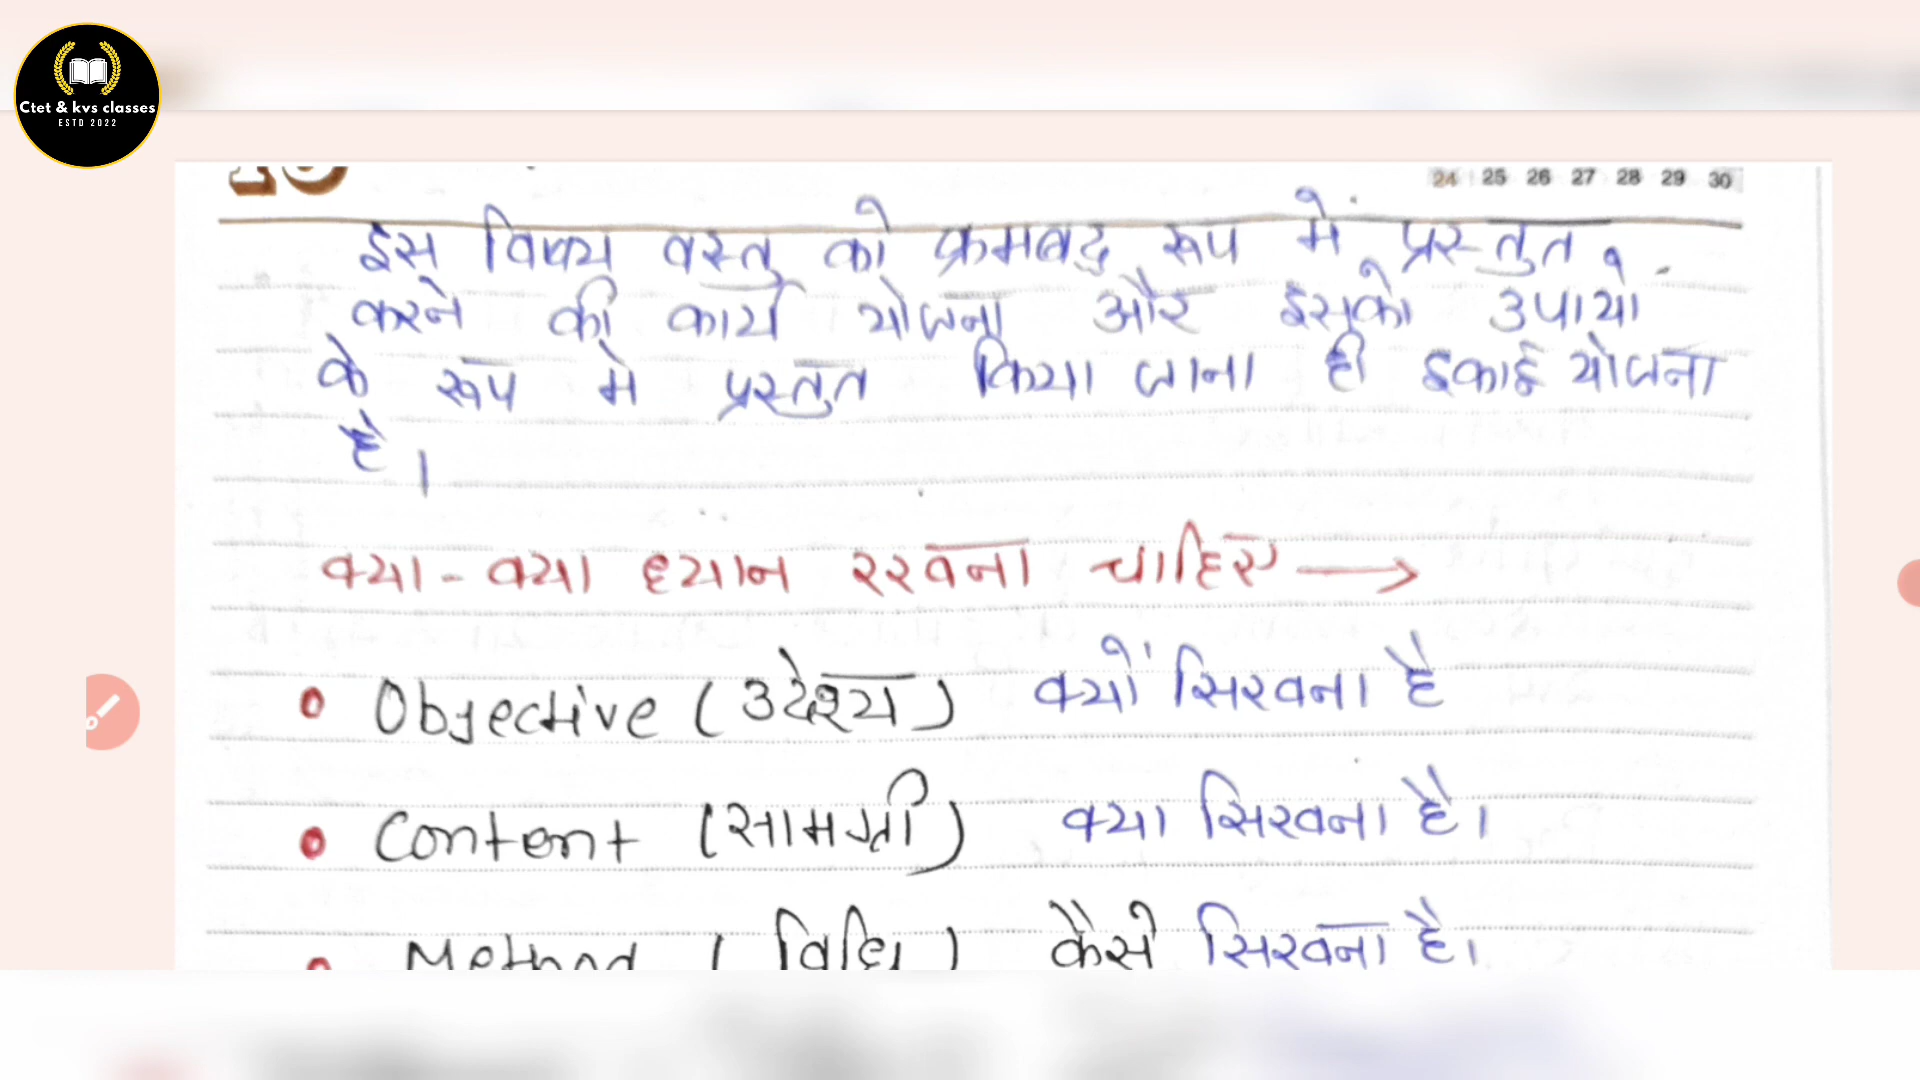 Ctet & kvs classes
ESTD 2022
24 25 26 27 28 29 30
इस विषय वस्तु को क्रमबद्ध रूप में प्रस्तुत
करने की कार्य योजना और इसको उपायो
के रूप मे प्रस्तुत किया जाना ही इकाई योजना
है।
क्या - क्या ध्यान रखना चाहिए →
• Objective (उदेश्य) क्यों सिखना है
• Content (सामग्री) क्या सिखना है।
• Method (विधि) कैसे सिखना है।